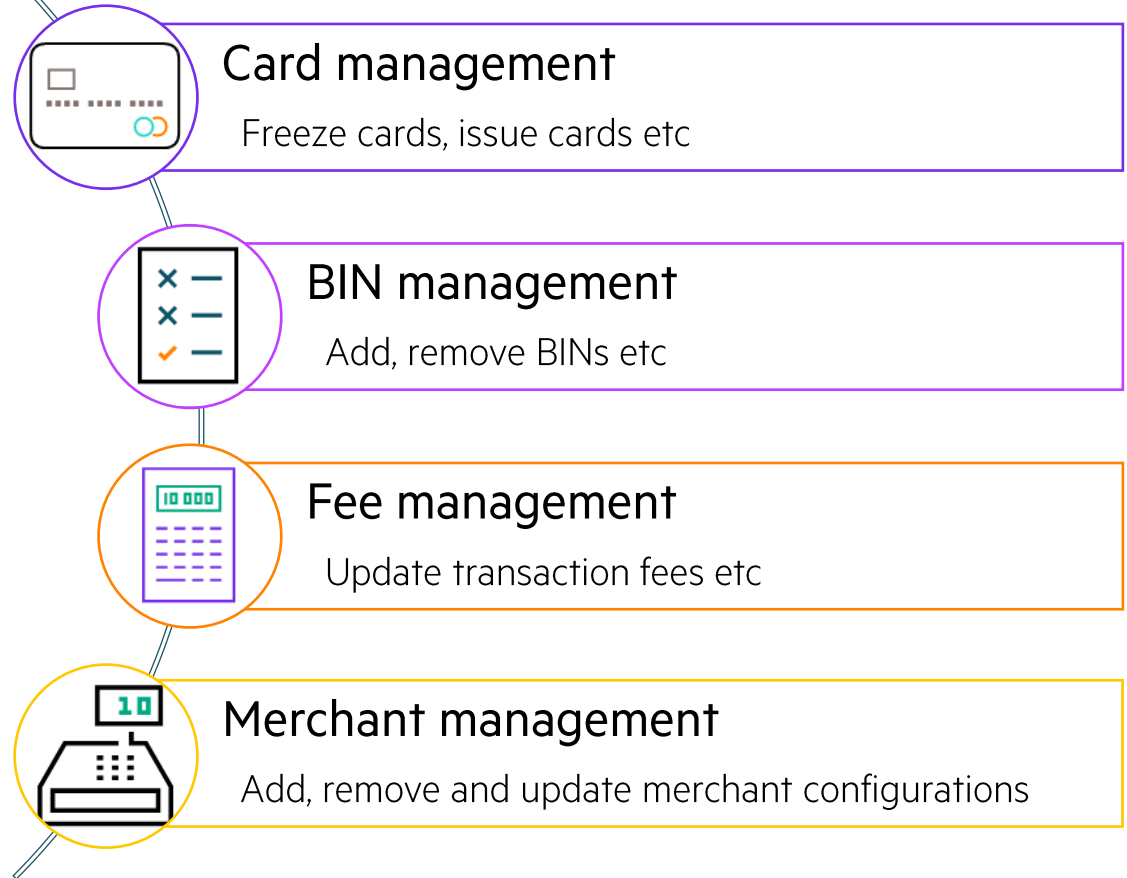 Card management
Freeze cards, issue cards etc
BIN management
Add, remove BINs etc
10 000
Fee management
Update transaction fees etc
10
Merchant management
Add, remove and update merchant configurations